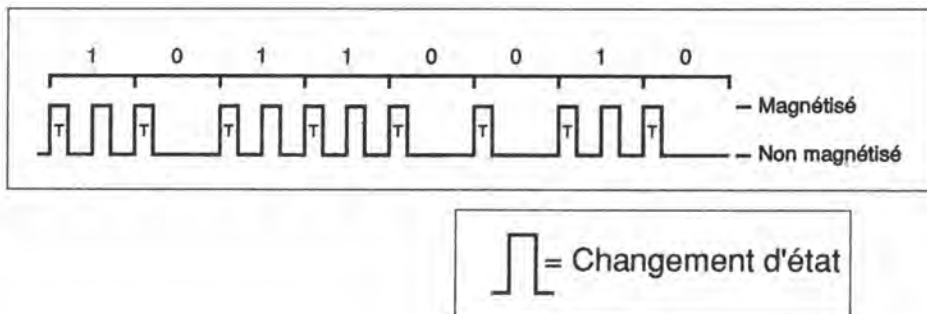 1 0 1 1 0 0 1 0
– Magnétisé
T T T T T T T T
– Non magnétisé
= Changement d'état